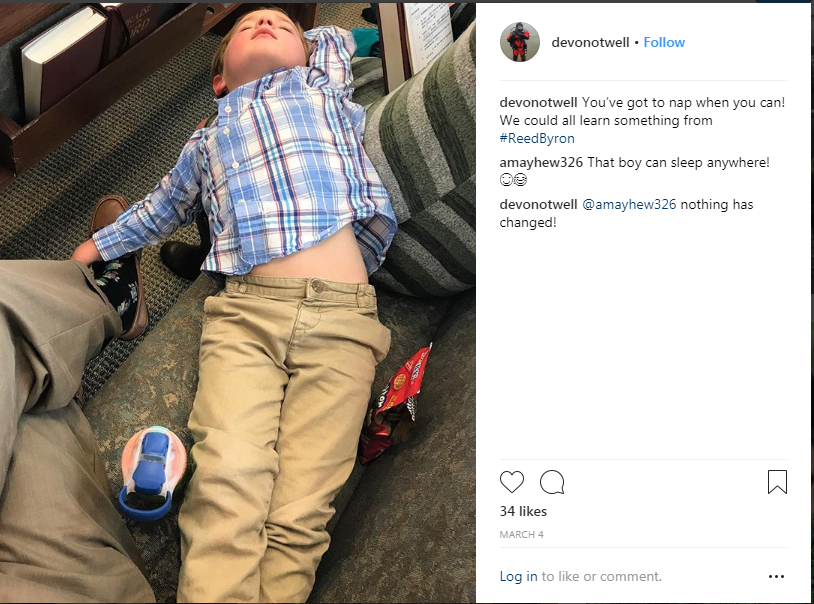 devonotwell • Follow
devonotwell You've got to nap when you can!
We could all learn something from
#ReedByron
amayhew326 That boy can sleep anywhere!
😌😂
devonotwell @amayhew326 nothing has
changed!
34 likes
MARCH 4
Log in to like or comment.